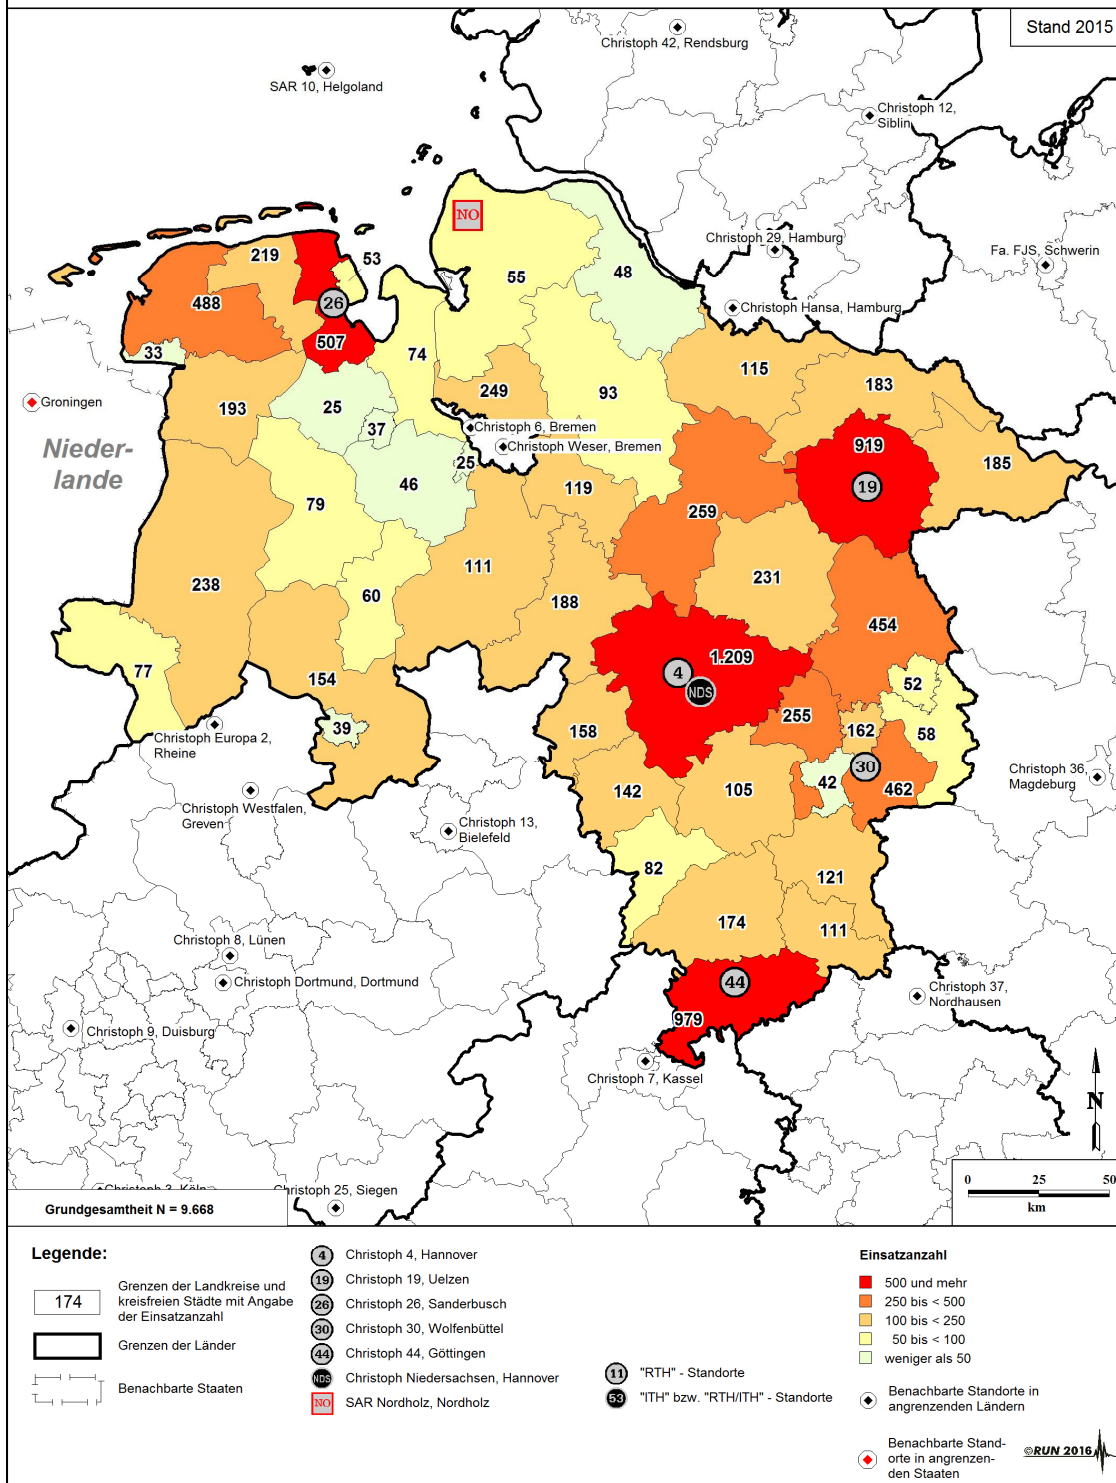 Stand 2015
Christoph 42, Rendsburg
SAR 10, Helgoland
Christoph 12,
Siblin
NO
Christoph 29, Hamburg
Fa. FJS, Schwerin
53
219
55
48
488
26
Christoph Hansa, Hamburg
507
33
74
115
183
249
93
193
25
Groningen
37
Christoph 6, Bremen
Christoph Weser, Bremen
919
Nieder-
lande
25
185
46
119
19
79
259
111
231
238
60
188
454
1.209
77
154
4
NDS
52
255
39
158
162
58
Christoph Europa 2,
Rheine
30
Christoph 36,
Magdeburg
142
105
42
462
Christoph Westfalen,
Greven
Christoph 13,
Bielefeld
82
121
174
111
Christoph 8, Lünen
Christoph Dortmund, Dortmund
44
Christoph 37,
Nordhausen
979
Christoph 9, Duisburg
Christoph 7, Kassel
N
Christoph 3, Köln
Christoph 25, Siegen
0 25 50
km
Grundgesamtheit N = 9.668
Legende:
174
Grenzen der Landkreise und
kreisfreien Städte mit Angabe
der Einsatzanzahl
Grenzen der Länder
Benachbarte Staaten
4 Christoph 4, Hannover
19 Christoph 19, Uelzen
26 Christoph 26, Sanderbusch
30 Christoph 30, Wolfenbüttel
44 Christoph 44, Göttingen
NDS Christoph Niedersachsen, Hannover
NO SAR Nordholz, Nordholz
11 "RTH" - Standorte
53 "ITH" bzw. "RTH/ITH" - Standorte
Einsatzanzahl
500 und mehr
250 bis < 500
100 bis < 250
50 bis < 100
weniger als 50
Benachbarte Standorte in
angrenzenden Ländern
Benachbarte Stand-
orte in angrenzen-
den Staaten
©RUN 2016